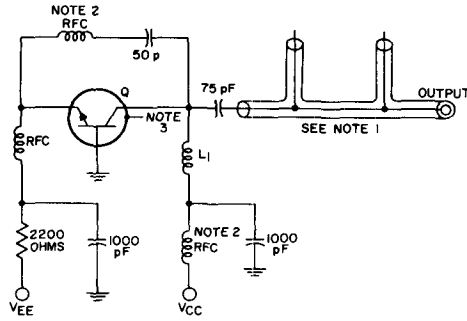 NOTE 2
RFC
50 p
Q
NOTE
3
75 pF
OUTPUT
SEE NOTE 1
RFC
L1
2200
OHMS
1000
pF
NOTE 2
RFC
1000
pF
VEE
VCC